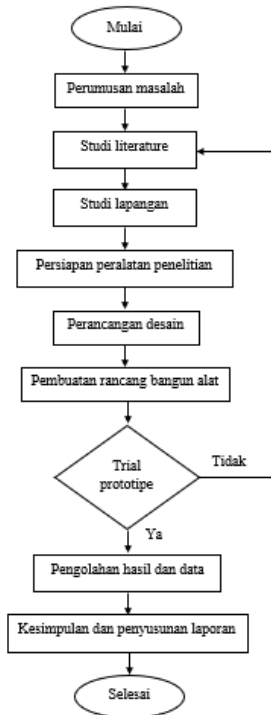 Mulai
Perumusan masalah
Studi literature
Studi lapangan
Persiapan peralatan penelitian
Perancangan desain
Pembuatan rancang bangun alat
Trial
prototipe
Tidak
Ya
Pengolahan hasil dan data
Kesimpulan dan penyusunan laporan
Selesai